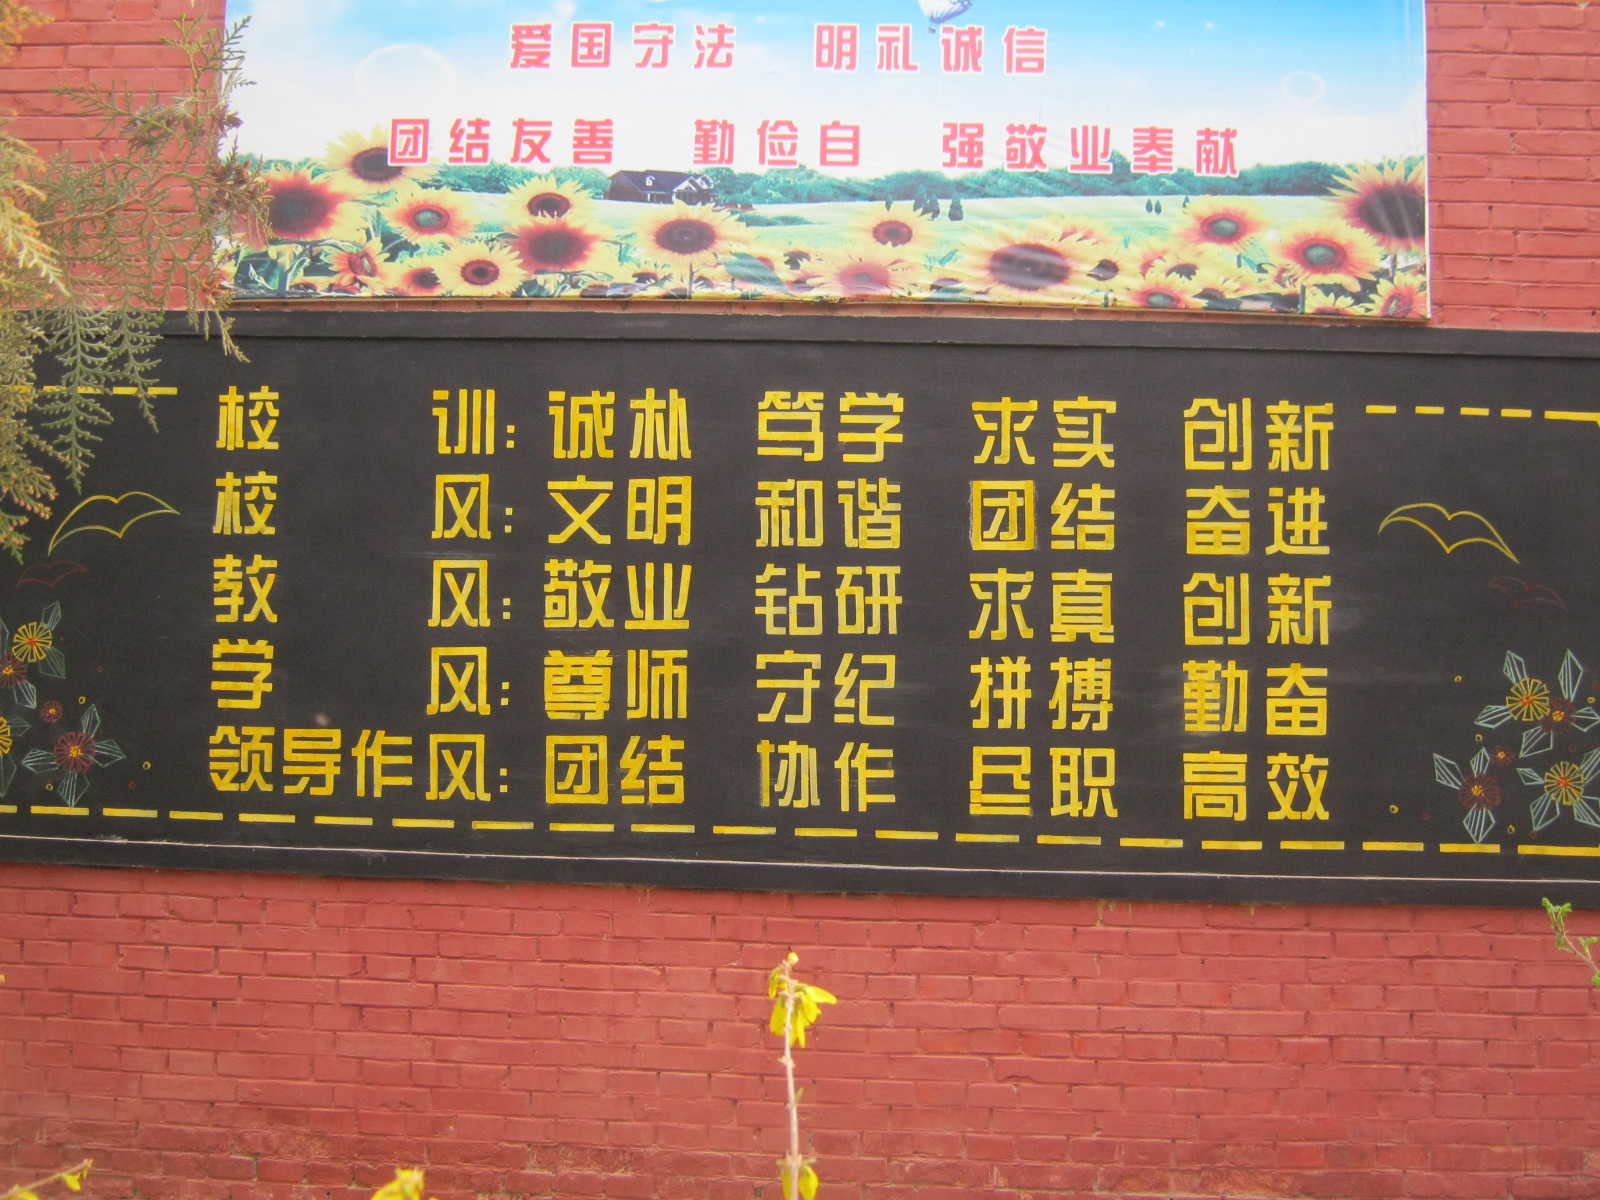 爱国守法 明礼诚信
团结友善 勤俭自 强敬业奉献
校 训：诚朴 笃学 求实 创新
校 风：文明 和谐 团结 奋进
教 风：敬业 钻研 求真 创新
学 风：尊师 守纪 拼搏 勤奋
领导作风：团结 协作 尽职 高效